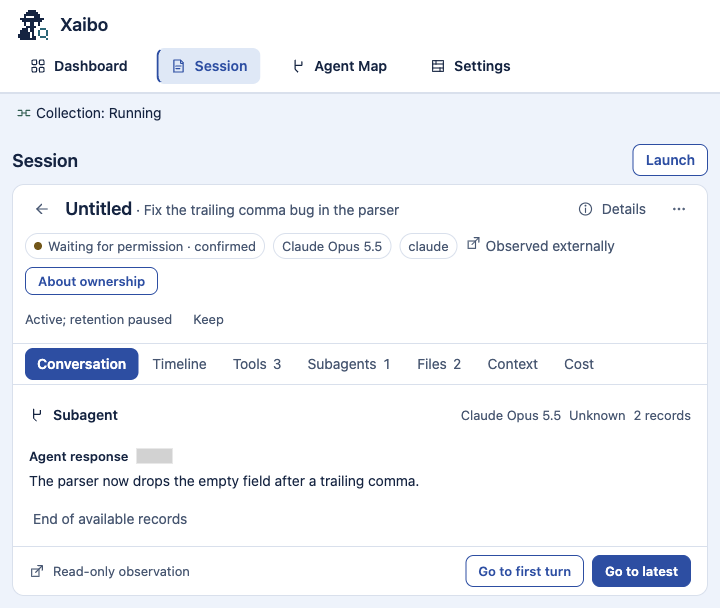 Xaibo
Dashboard Session Agent Map Settings
Collection: Running
Session Launch
Untitled · Fix the trailing comma bug in the parser Details ···
Waiting for permission · confirmed Claude Opus 5.5 claude Observed externally
About ownership
Active; retention paused Keep
Conversation Timeline Tools 3 Subagents 1 Files 2 Context Cost
Subagent Claude Opus 5.5 Unknown 2 records
Agent response
The parser now drops the empty field after a trailing comma.
End of available records
Read-only observation Go to first turn Go to latest